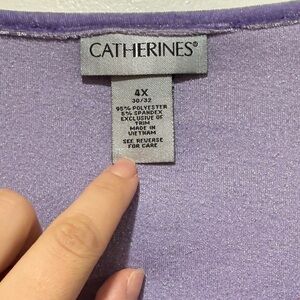 CATHERINES®
4X
30/32
95% POLYESTER
5% SPANDEX
EXCLUSIVE OF
TRIM
MADE IN
VIETNAM
SEE REVERSE
FOR CARE